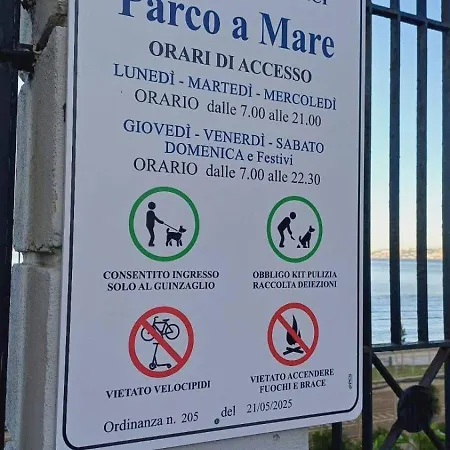 Parco a Mare
ORARI DI ACCESSO
LUNEDÌ - MARTEDÌ - MERCOLEDÌ
ORARIO dalle 7.00 alle 21.00
GIOVEDÌ - VENERDÌ - SABATO
DOMENICA e Festivi
ORARIO dalle 7.00 alle 22.30
CONSENTITO INGRESSO
SOLO AL GUINZAGLIO
OBBLIGO KIT PULIZIA
RACCOLTA DEIEZIONI
VIETATO VELOCIPIDI
VIETATO ACCENDERE
FUOCHI E BRACE
Ordinanza n. 205 del 21/05/2025